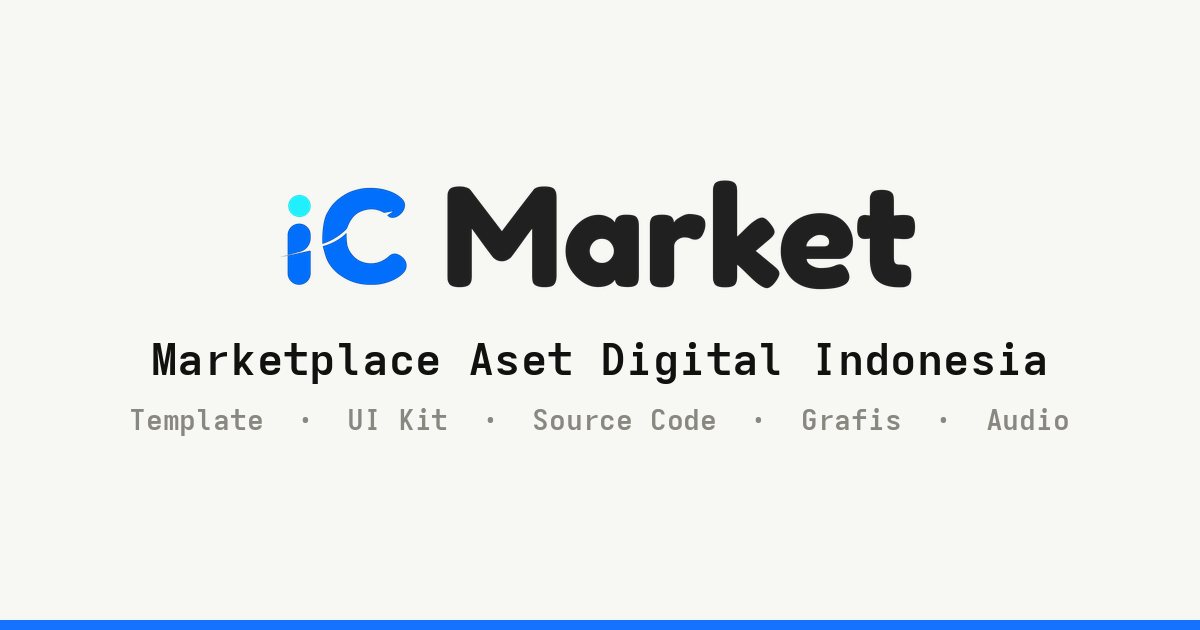 iC Market
Marketplace Aset Digital Indonesia
Template · UI Kit · Source Code · Grafis · Audio